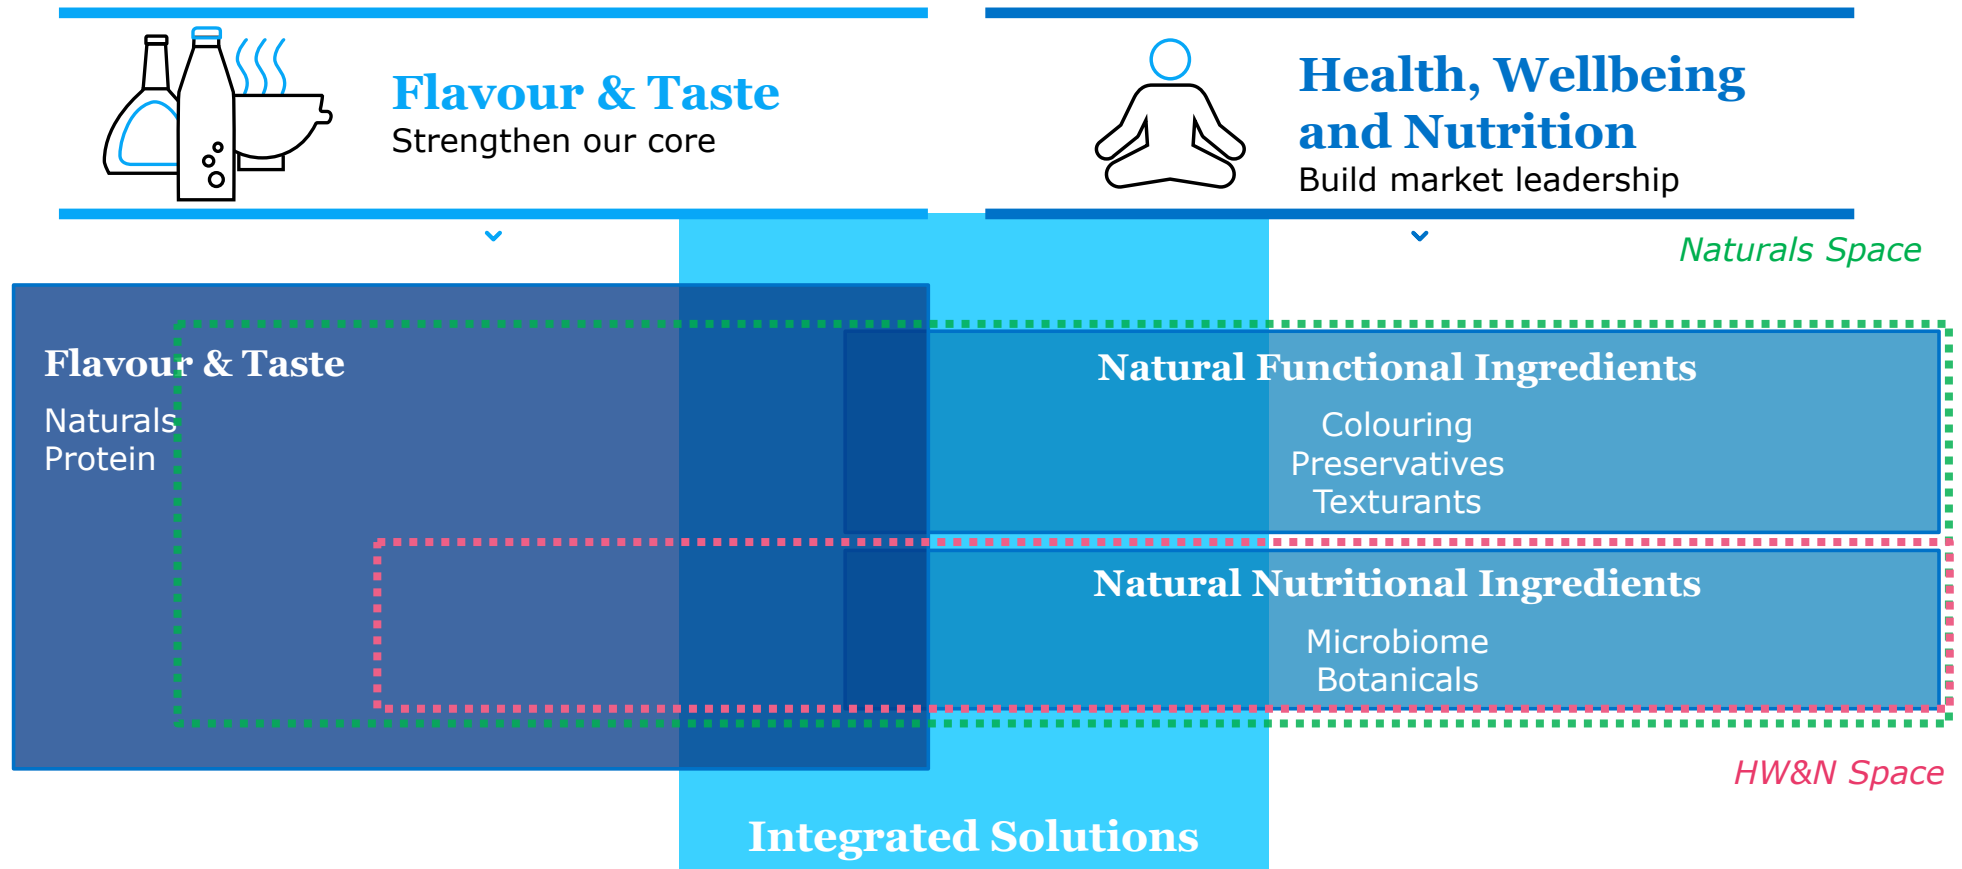 Flavour & Taste
Strengthen our core
Health, Wellbeing
and Nutrition
Build market leadership
Naturals Space
Flavour & Taste
Naturals
Protein
Natural Functional Ingredients
Colouring
Preservatives
Texturants
Natural Nutritional Ingredients
Microbiome
Botanicals
HW&N Space
Integrated Solutions